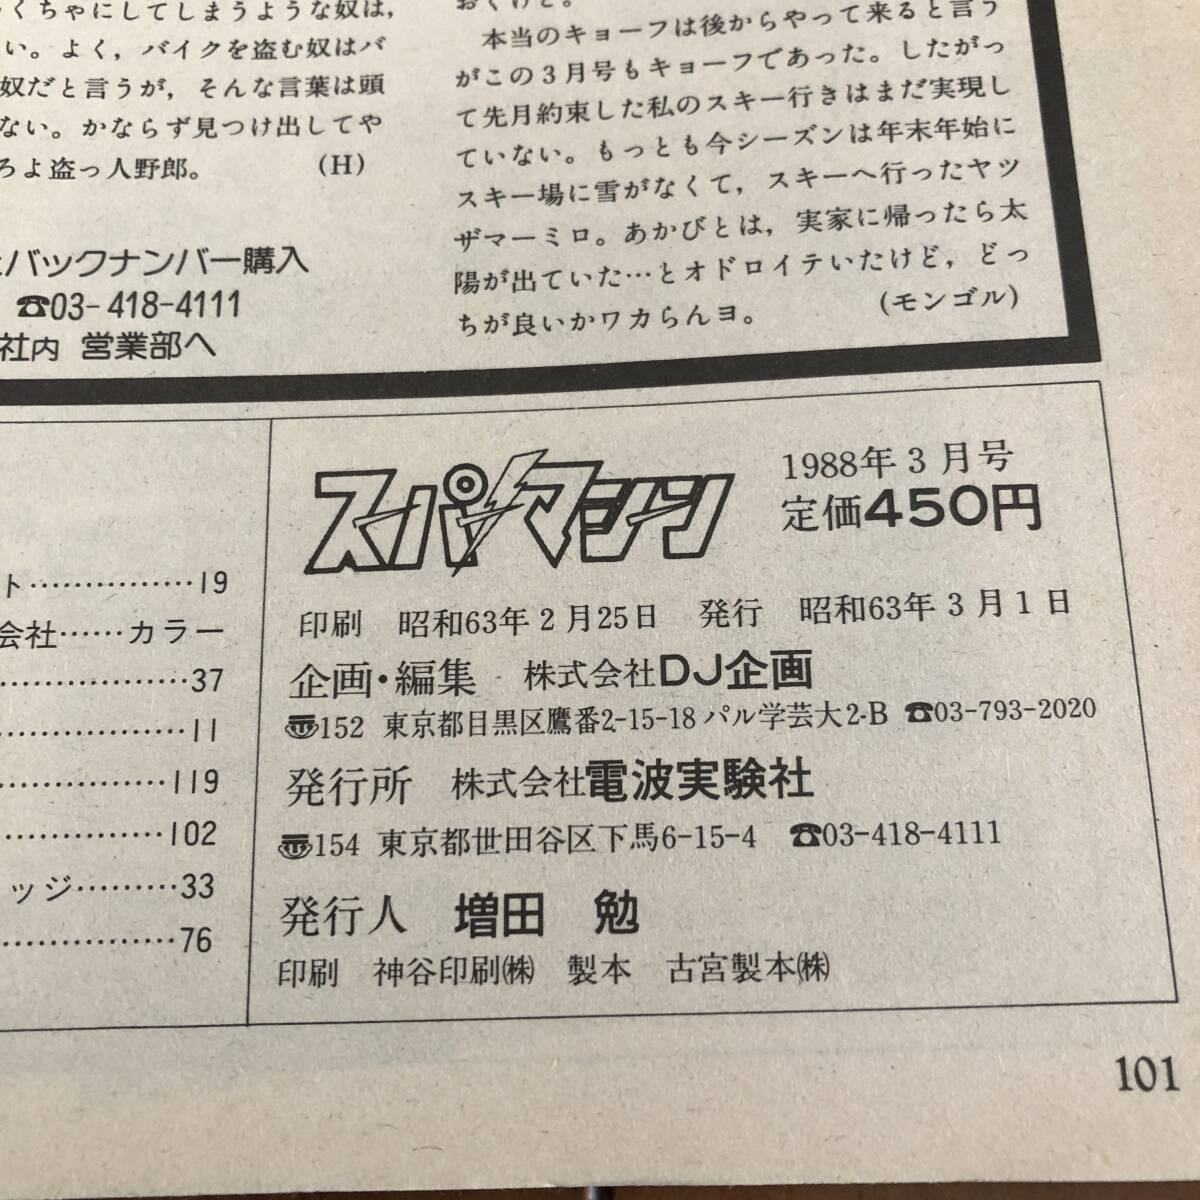 くちゃにしてしまうような奴は,
い。よく,バイクを盗む奴はバ
奴だと言うが,そんな言葉は頭
ない。かならず見つけ出してや
ろよ盗っ人野郎。 (H)
バックナンバー購入
☎03-418-4111
社内 営業部へ
おくけど。
本当のキョーフは後からやって来ると言う
がこの3月号もキョーフであった。したがっ
て先月約束した私のスキー行きはまだ実現し
ていない。もっとも今シーズンは年末年始に
スキー場に雪がなくて,スキーへ行ったヤツ
ザマーミロ。あかびとは,実家に帰ったら太
陽が出ていた…とオドロイテいたけど,どっ
ちが良いかワカらんヨ。 (モンゴル)
ト……………19
会社……カラー
………………37
………………11
……………119
……………102
ッジ………33
………………76
スーパーマシン
1988年3月号
定価450円
印刷 昭和63年2月25日 発行 昭和63年3月1日
企画・編集 株式会社DJ企画
〠152 東京都目黒区鷹番2-15-18パル学芸大2-B ☎03-793-2020
発行所 株式会社電波実験社
〠154 東京都世田谷区下馬6-15-4 ☎03-418-4111
発行人 増田 勉
印刷 神谷印刷㈱ 製本 古宮製本㈱
101